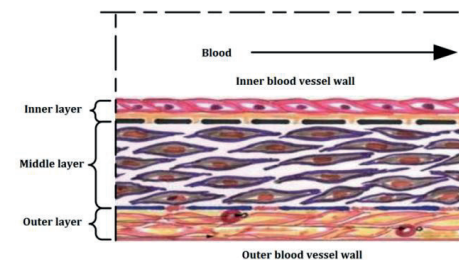 Blood
Inner blood vessel wall
Inner layer
Middle layer
Outer layer
Outer blood vessel wall